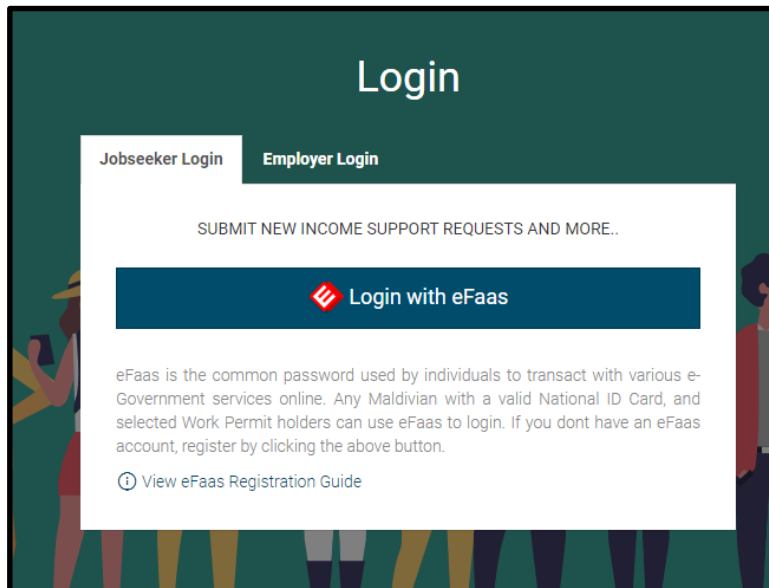 Login
Jobseeker Login
Employer Login
SUBMIT NEW INCOME SUPPORT REQUESTS AND MORE..
Login with eFaas
eFaas is the common password used by individuals to transact with various e-
Government services online. Any Maldivian with a valid National ID Card, and
selected Work Permit holders can use eFaas to login. If you dont have an eFaas
account, register by clicking the above button.
View eFaas Registration Guide